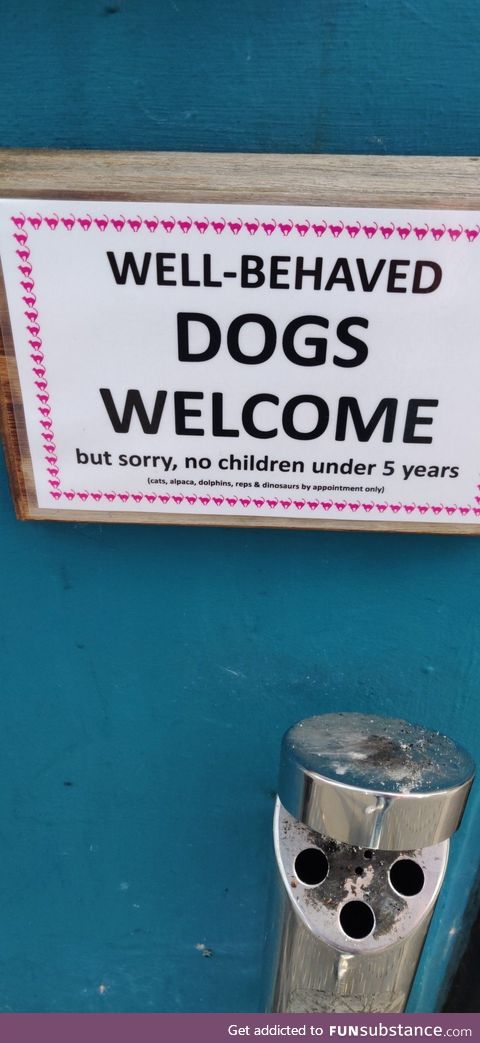 WELL-BEHAVED
DOGS
WELCOME
but sorry, no children under 5 years
(cats, alpaca, dolphins, reps & dinosaurs by appointment only)
Get addicted to FUNsubstance.com